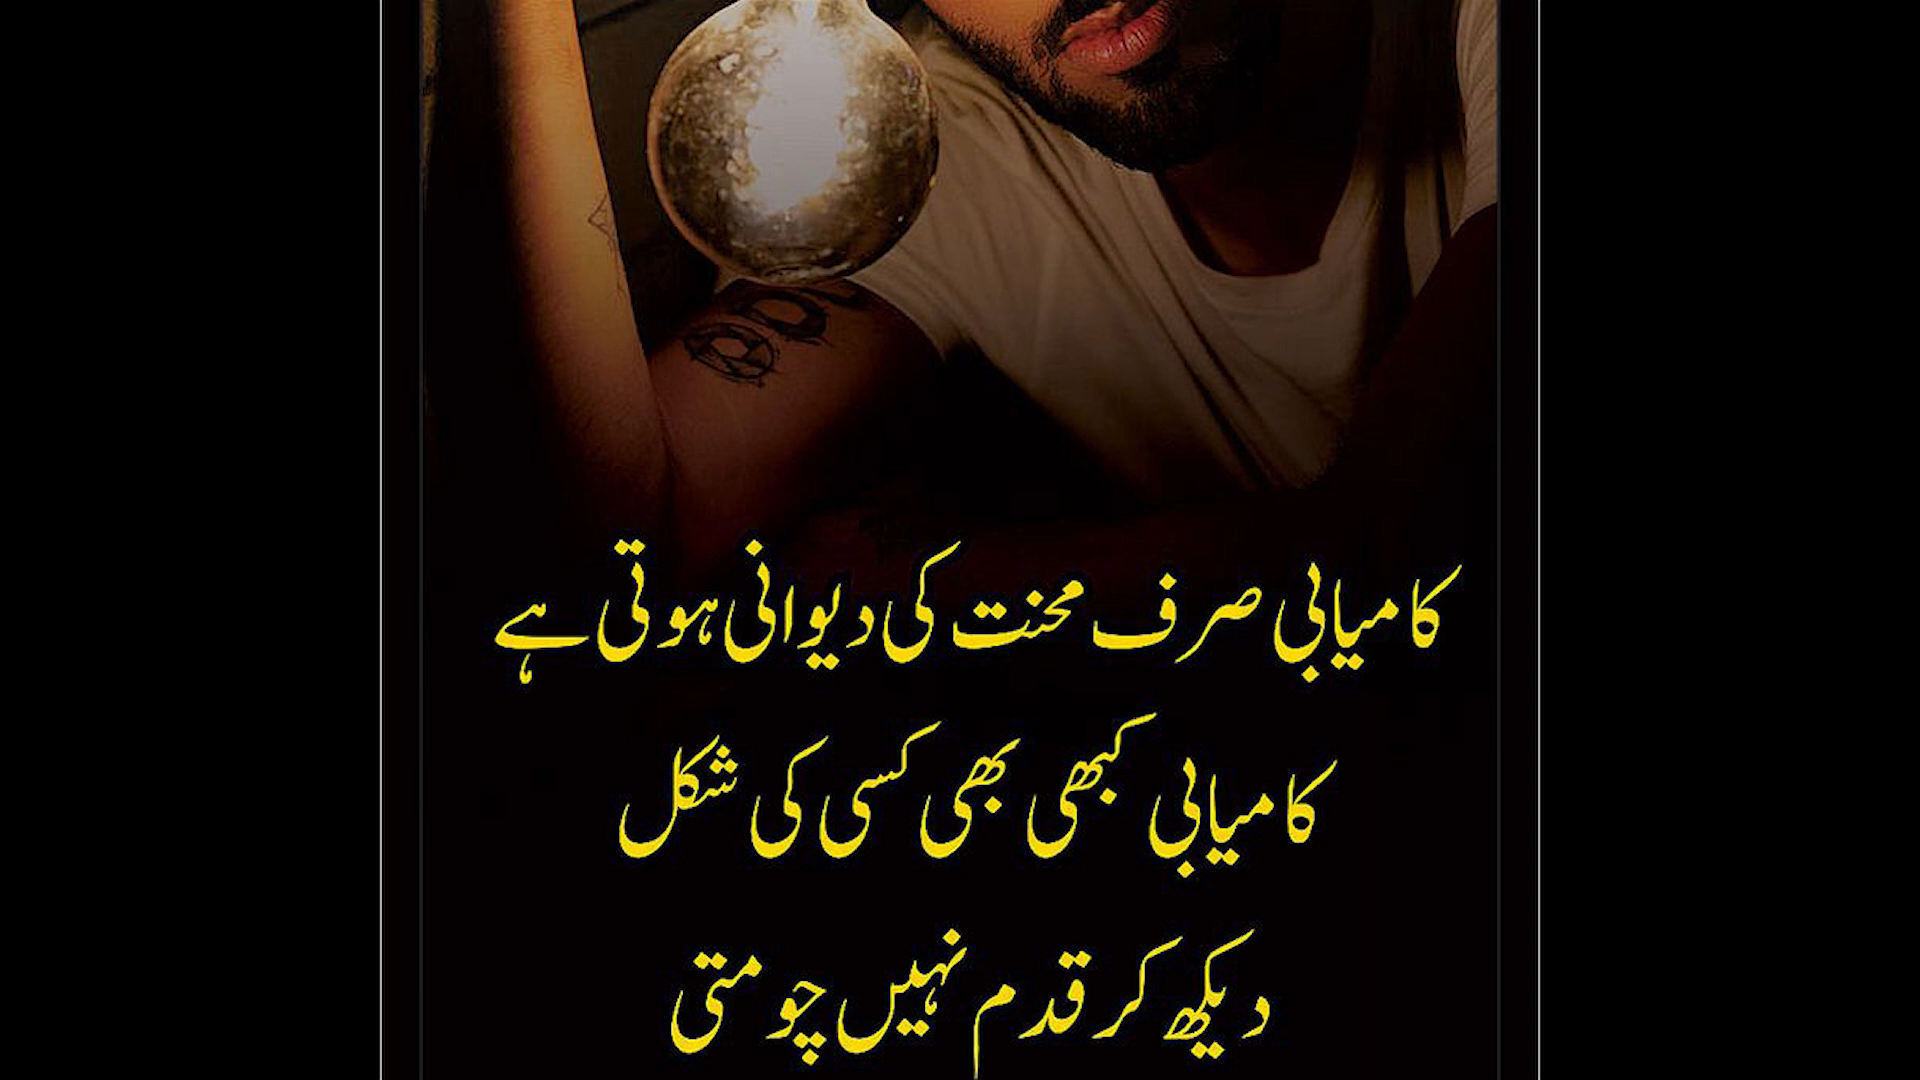 کامیابی صرف محنت کی دیوانی ہوتی ہے
کامیابی کبھی بھی کسی کی شکل
دیکھ کر قدم نہیں چومتی